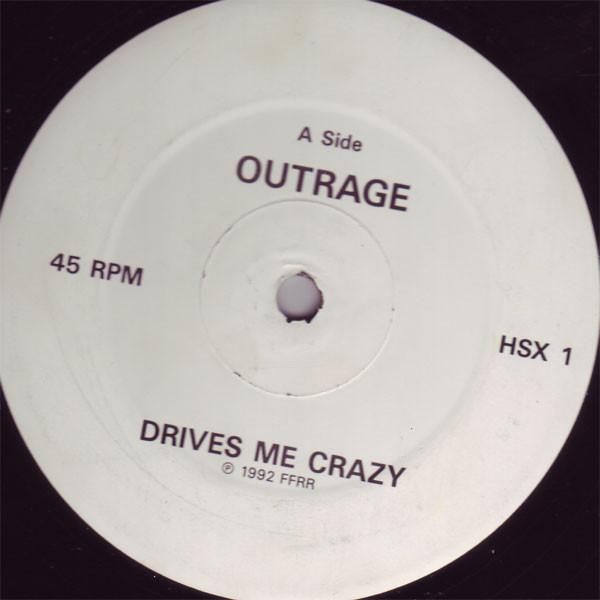 A Side
OUTRAGE
45 RPM
HSX 1
DRIVES ME CRAZY
℗ 1992 FFRR